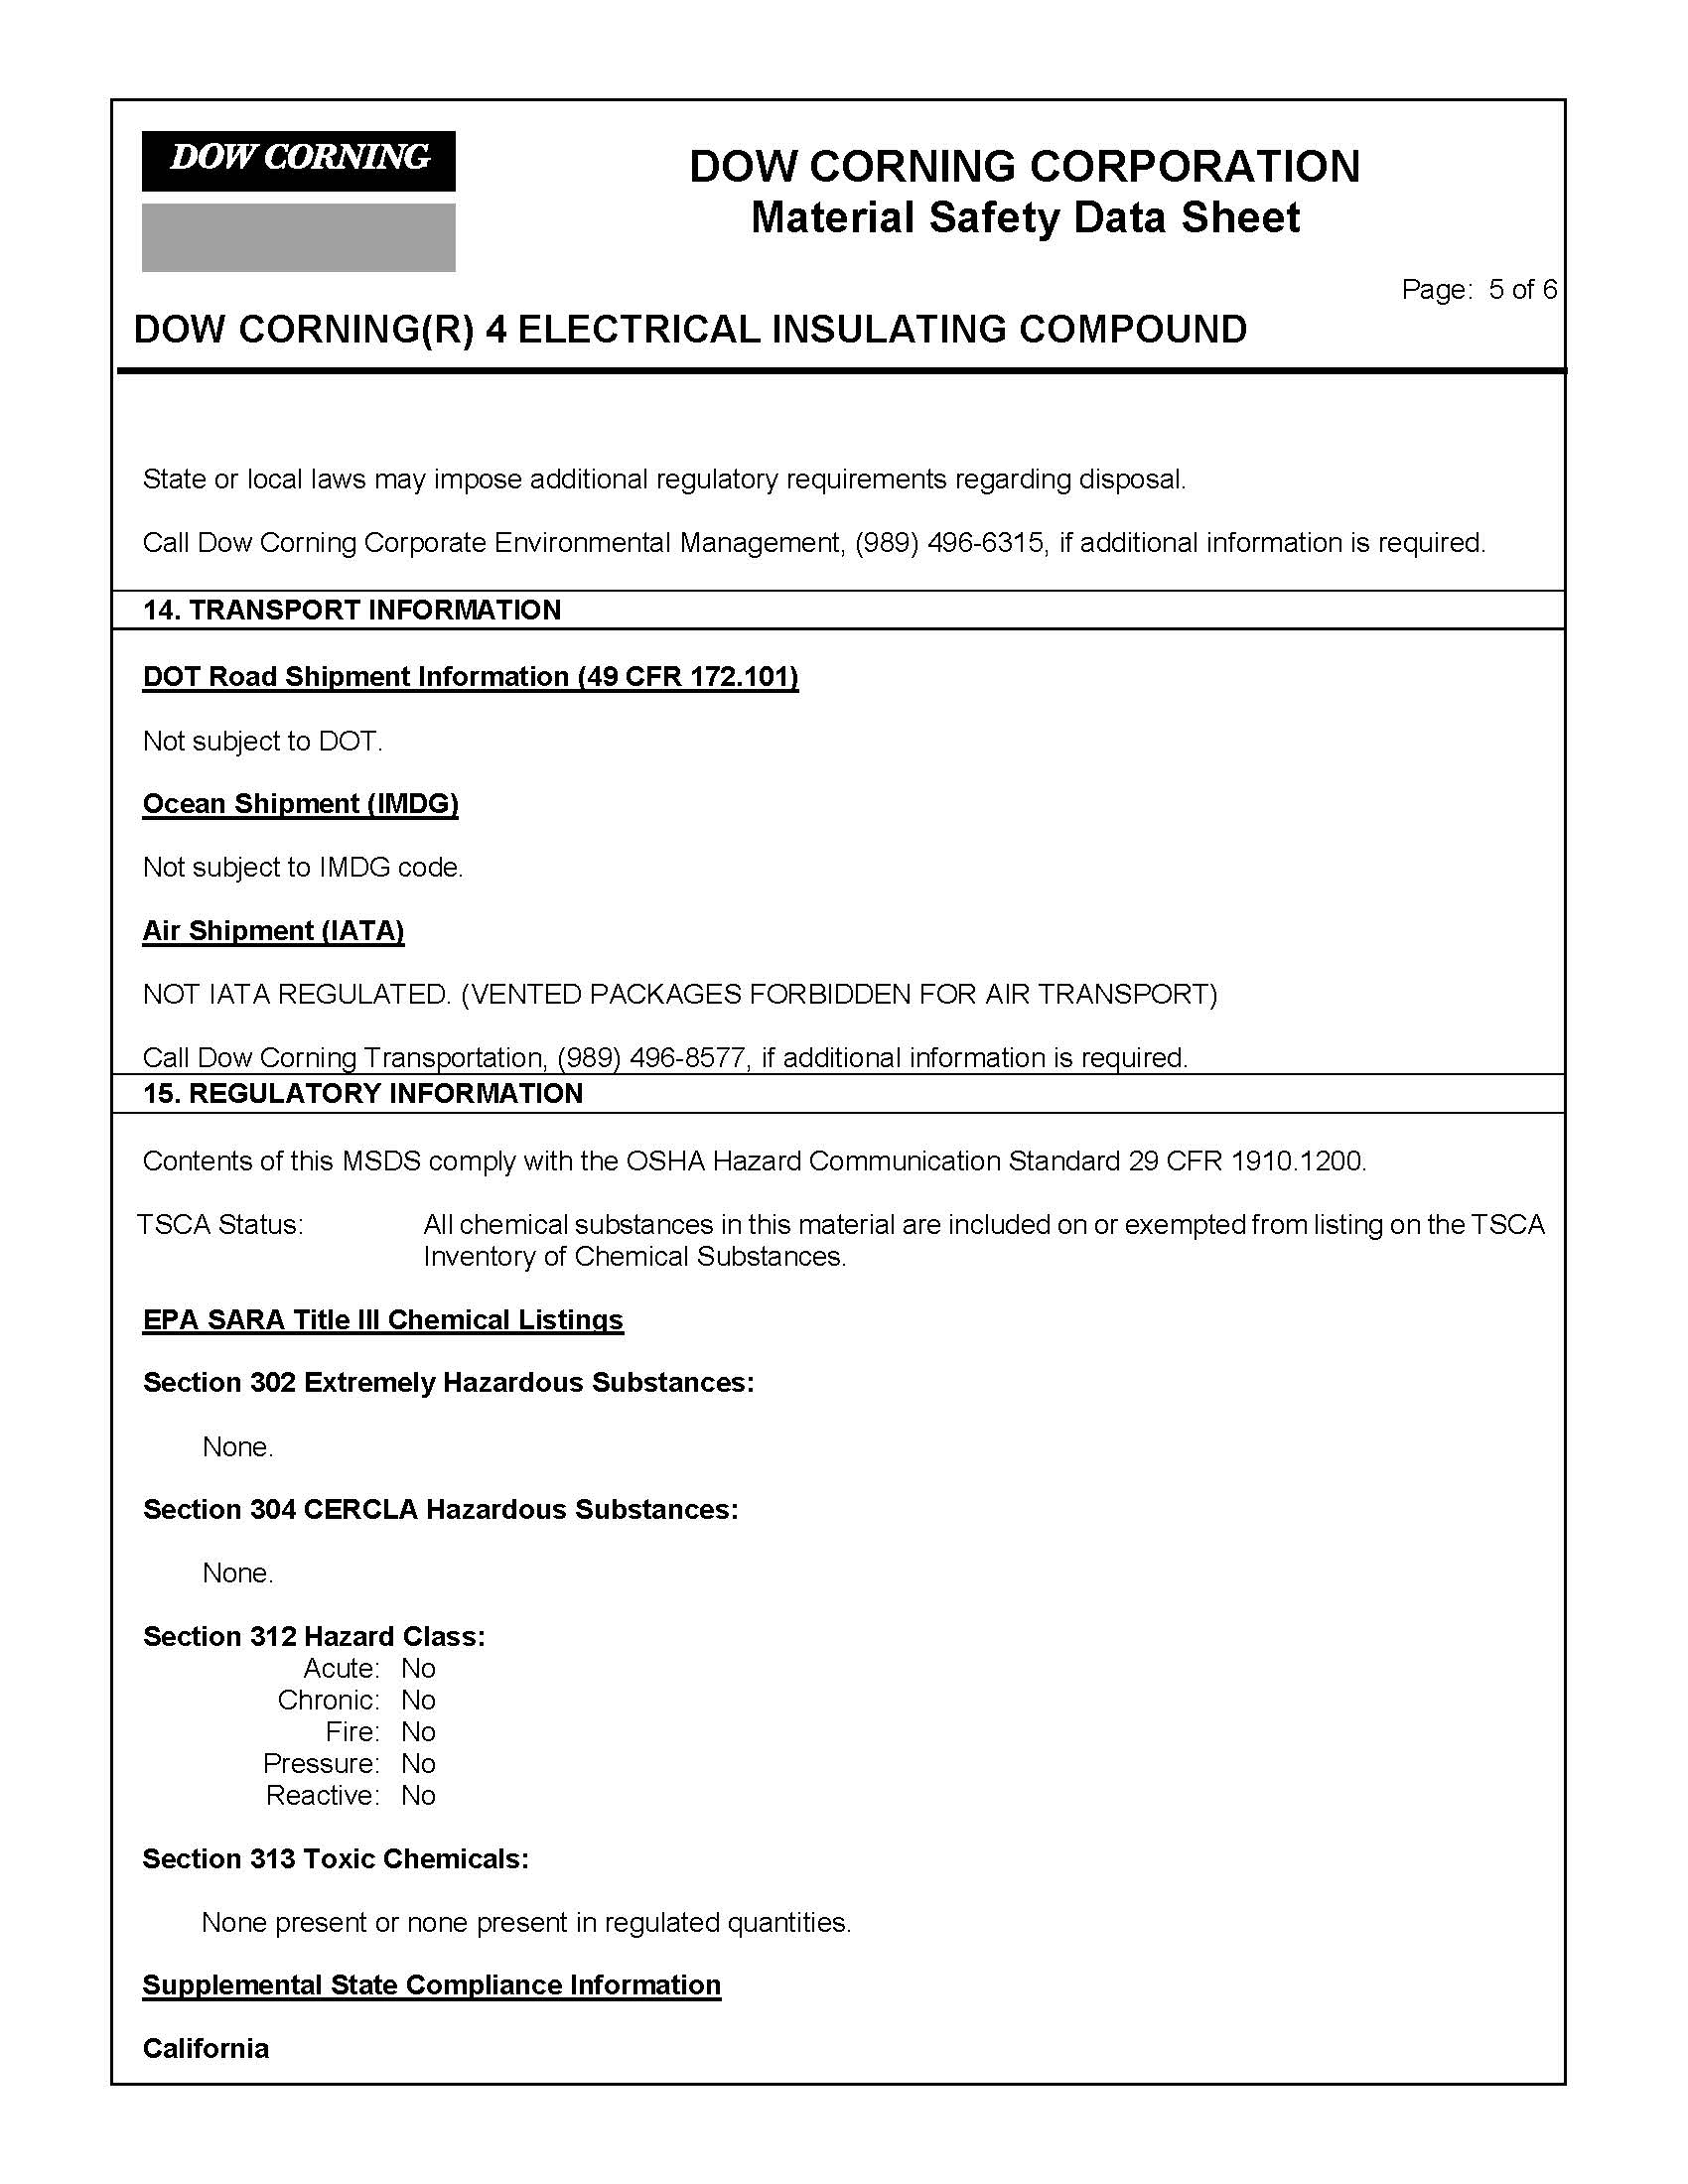 DOW CORNING
DOW CORNING CORPORATION
Material Safety Data Sheet
Page: 5 of 6
DOW CORNING(R) 4 ELECTRICAL INSULATING COMPOUND
State or local laws may impose additional regulatory requirements regarding disposal.
Call Dow Corning Corporate Environmental Management, (989) 496-6315, if additional information is required.
14. TRANSPORT INFORMATION
DOT Road Shipment Information (49 CFR 172.101)
Not subject to DOT.
Ocean Shipment (IMDG)
Not subject to IMDG code.
Air Shipment (IATA)
NOT IATA REGULATED. (VENTED PACKAGES FORBIDDEN FOR AIR TRANSPORT)
Call Dow Corning Transportation, (989) 496-8577, if additional information is required.
15. REGULATORY INFORMATION
Contents of this MSDS comply with the OSHA Hazard Communication Standard 29 CFR 1910.1200.
TSCA Status: All chemical substances in this material are included on or exempted from listing on the TSCA
Inventory of Chemical Substances.
EPA SARA Title III Chemical Listings
Section 302 Extremely Hazardous Substances:
None.
Section 304 CERCLA Hazardous Substances:
None.
Section 312 Hazard Class:
Acute: No
Chronic: No
Fire: No
Pressure: No
Reactive: No
Section 313 Toxic Chemicals:
None present or none present in regulated quantities.
Supplemental State Compliance Information
California